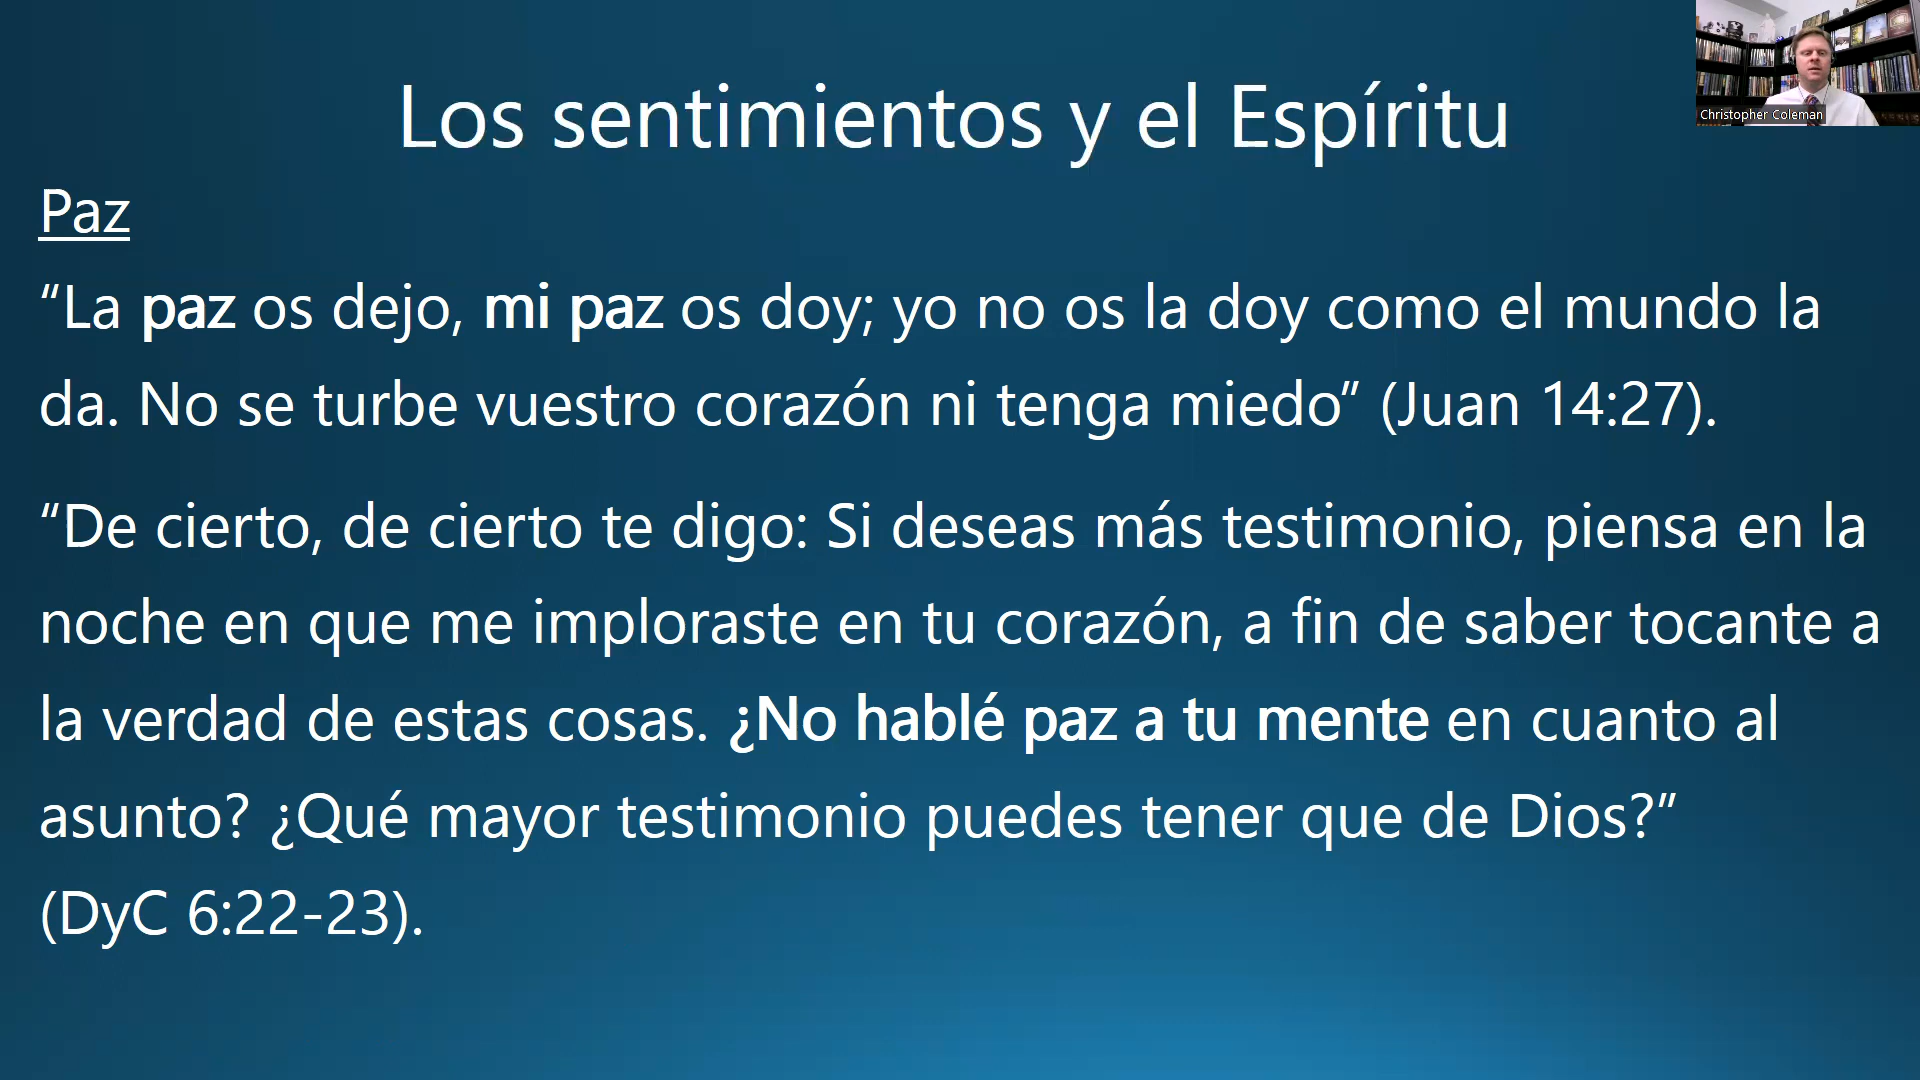 Los sentimientos y el Espíritu
Christopher Coleman
Paz
“La paz os dejo, mi paz os doy; yo no os la doy como el mundo la
da. No se turbe vuestro corazón ni tenga miedo” (Juan 14:27).
“De cierto, de cierto te digo: Si deseas más testimonio, piensa en la
noche en que me imploraste en tu corazón, a fin de saber tocante a
la verdad de estas cosas. ¿No hablé paz a tu mente en cuanto al
asunto? ¿Qué mayor testimonio puedes tener que de Dios?”
(DyC 6:22-23).